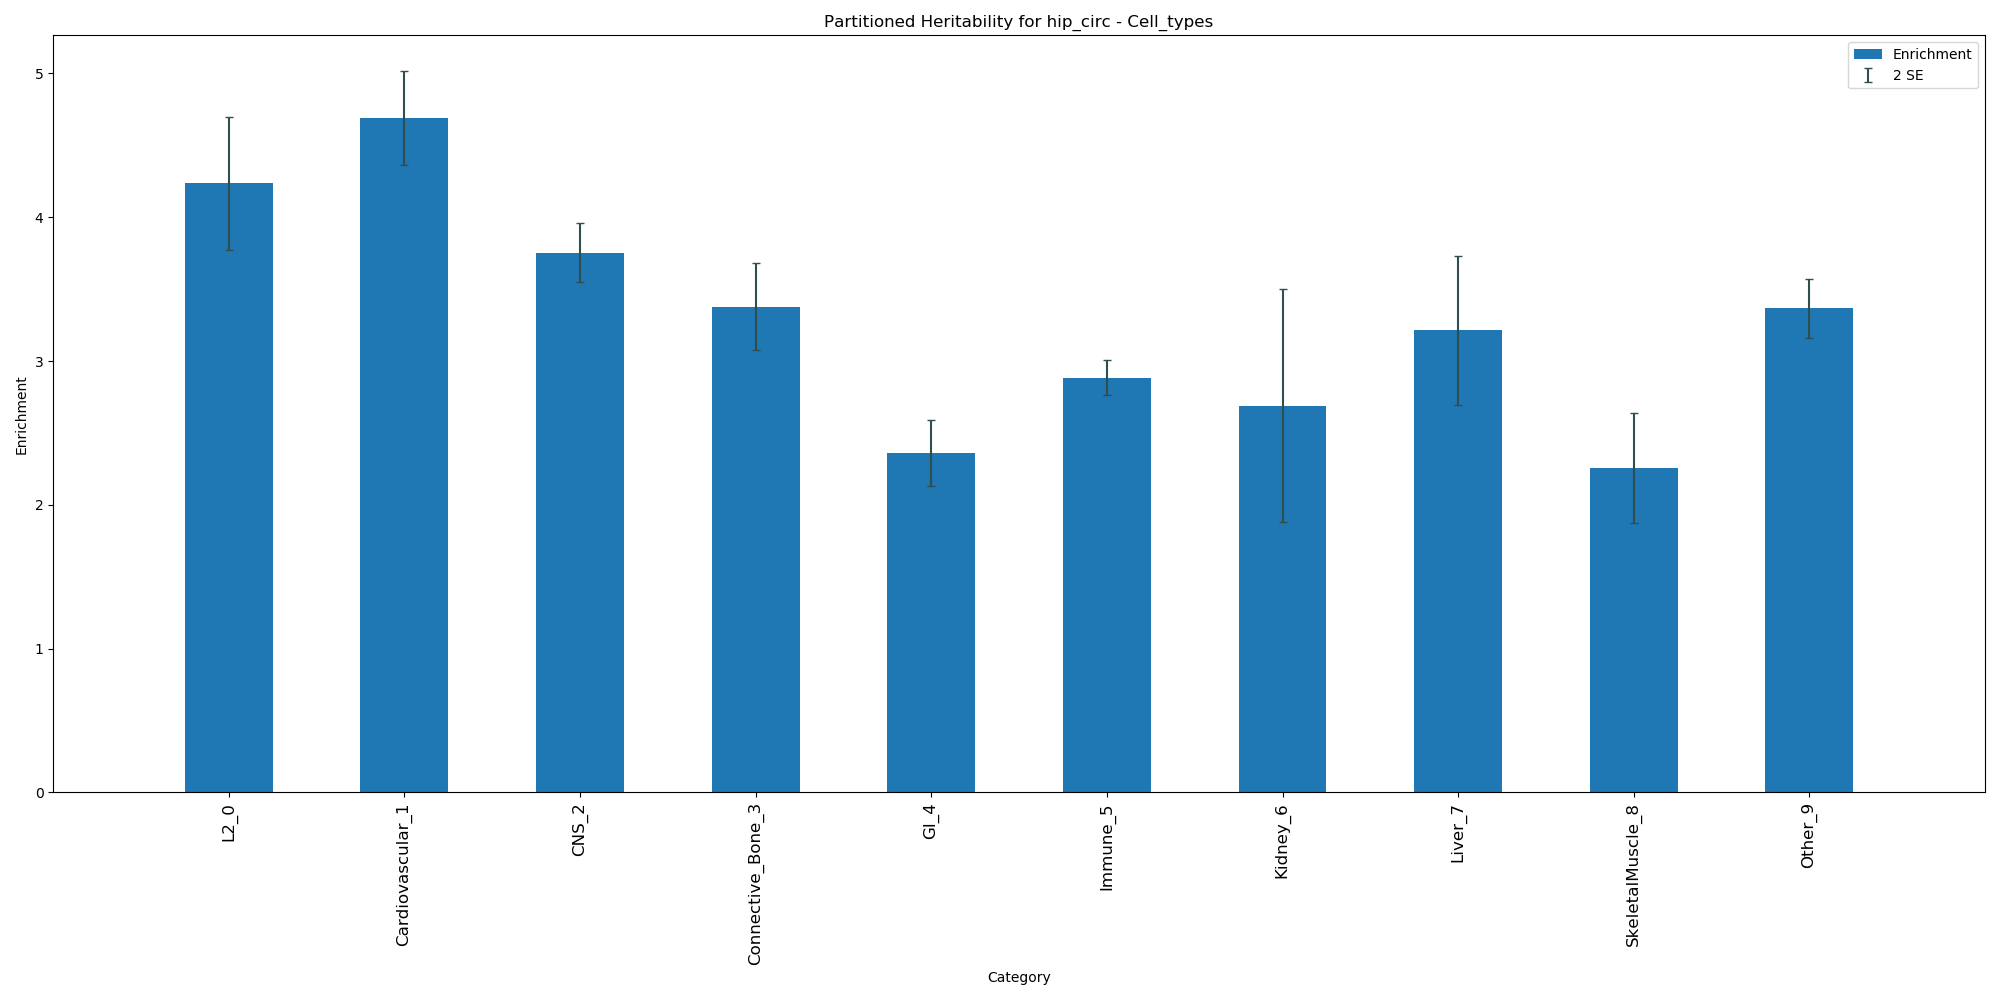 Partitioned Heritability for hip_circ - Cell_types
Enrichment
2 SE
5
4
3
2
1
0
Enrichment
L2_0
Cardiovascular_1
CNS_2
Connective_Bone_3
GI_4
Immune_5
Kidney_6
Liver_7
SkeletalMuscle_8
Other_9
Category